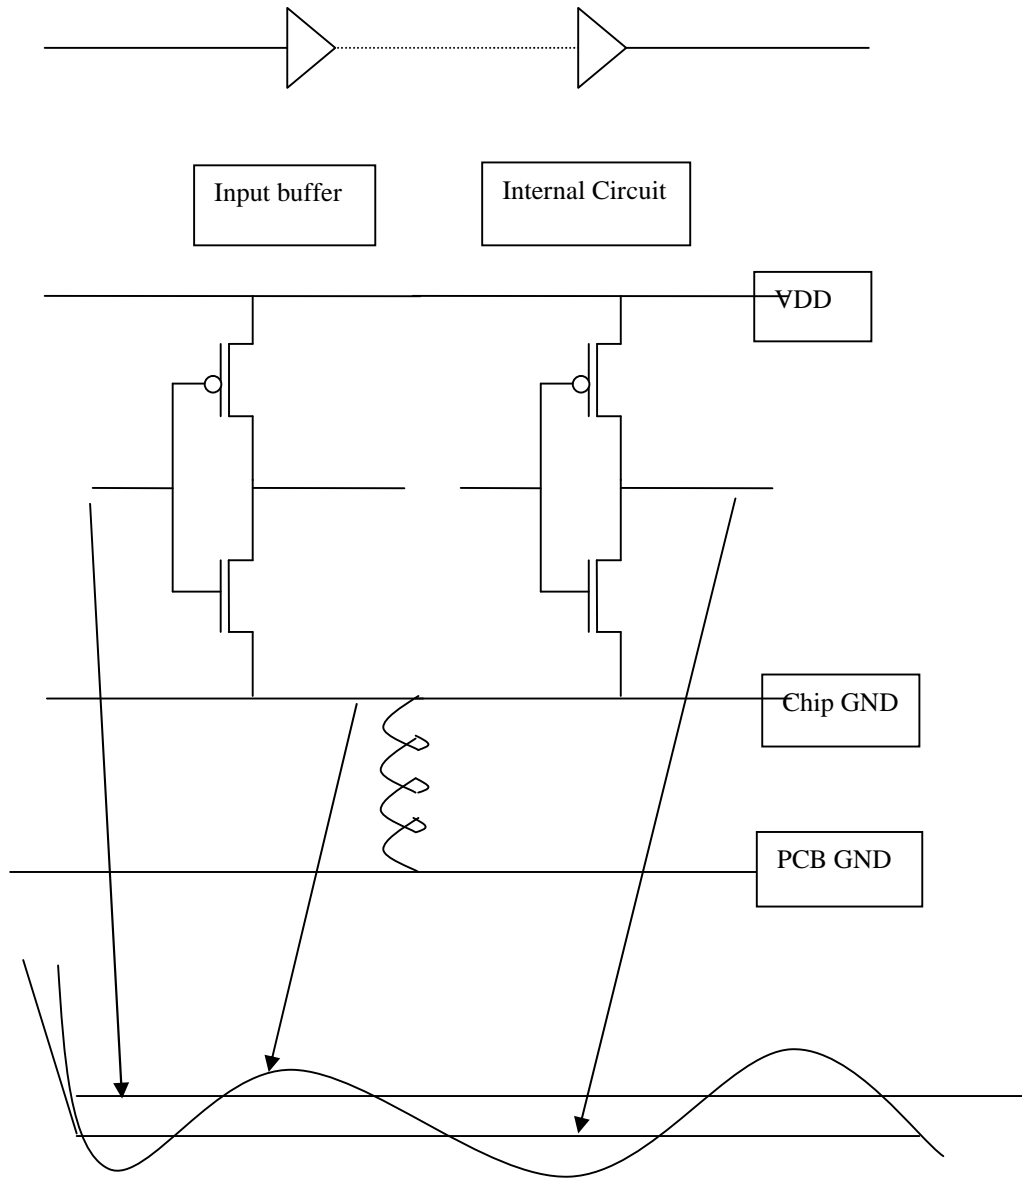 Input buffer
Internal Circuit
VDD
Chip GND
PCB GND